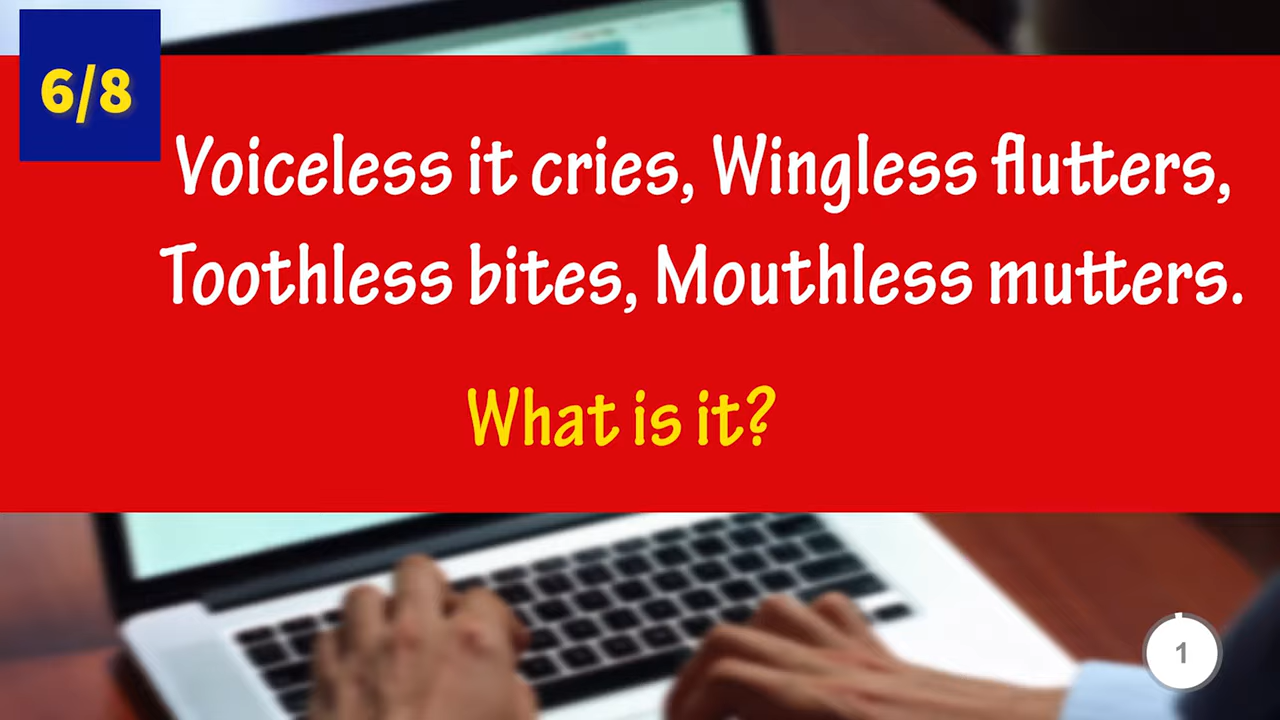 6/8
Voiceless it cries, Wingless flutters,
Toothless bites, Mouthless mutters.
What is it?
1